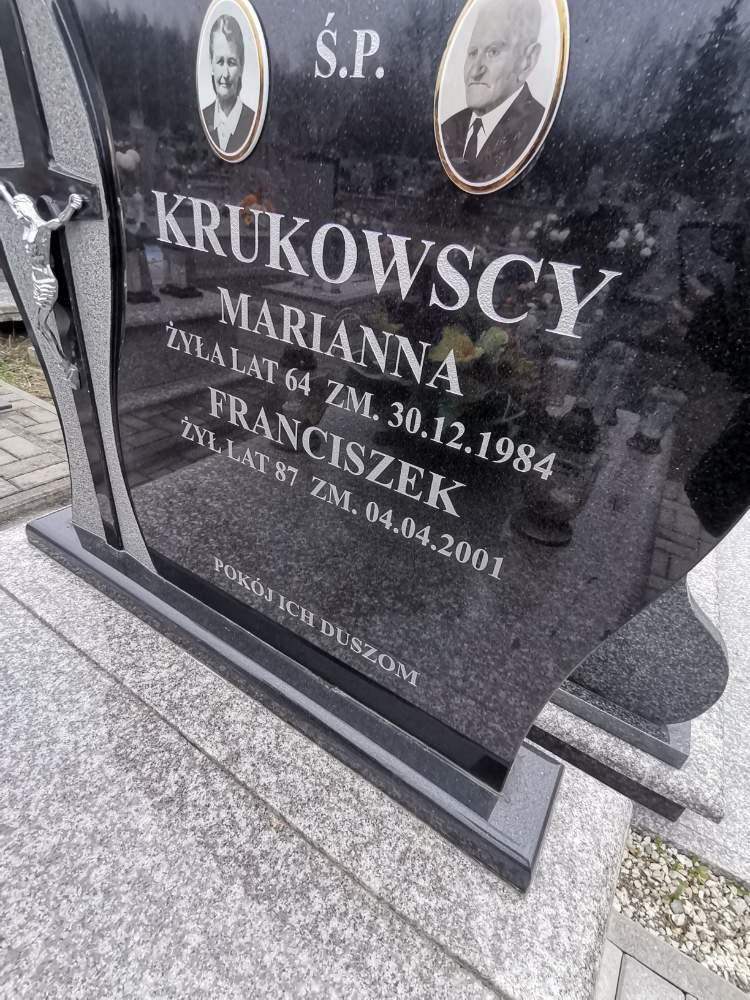 Ś.P.
KRUKOWSCY
MARIANNA
ŻYŁA LAT 64 ZM. 30.12.1984
FRANCISZEK
ŻYŁ LAT 87 ZM. 04.04.2001
POKÓJ ICH DUSZOM